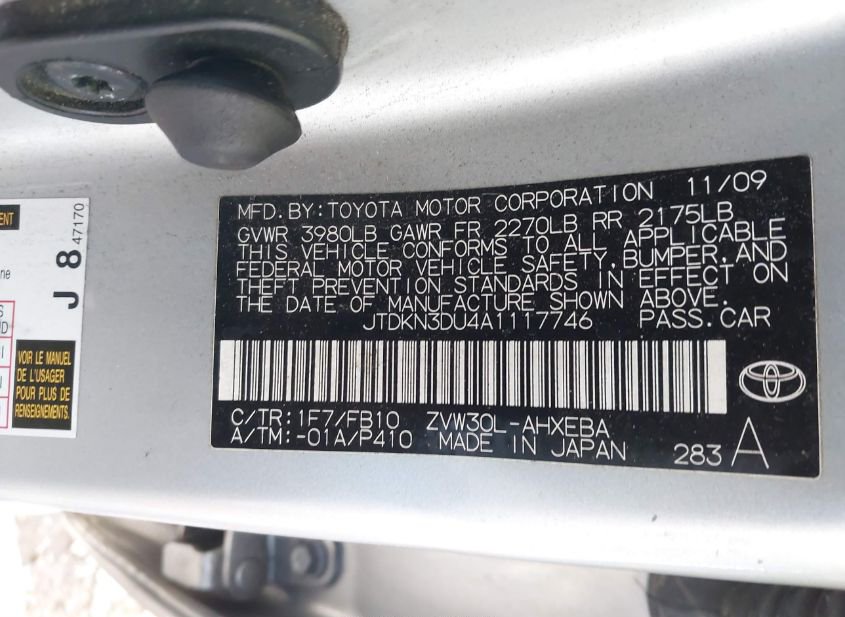 MFD. BY: TOYOTA MOTOR CORPORATION 11/09
GVWR 3980LB GAWR FR 2270LB RR 2175LB
THIS VEHICLE CONFORMS TO ALL APPLICABLE
FEDERAL MOTOR VEHICLE SAFETY, BUMPER, AND
THEFT PREVENTION STANDARDS IN EFFECT ON
THE DATE OF MANUFACTURE SHOWN ABOVE.
JTDKN3DU4A1117746 PASS. CAR
C/TR: 1F7/FB10 ZVW30L-AHXEBA
A/TM: -01A/P410 MADE IN JAPAN
283 A
J 8 47170
VOIR LE MANUEL
DE L'USAGER
POUR PLUS DE
RENSEIGNEMENTS.